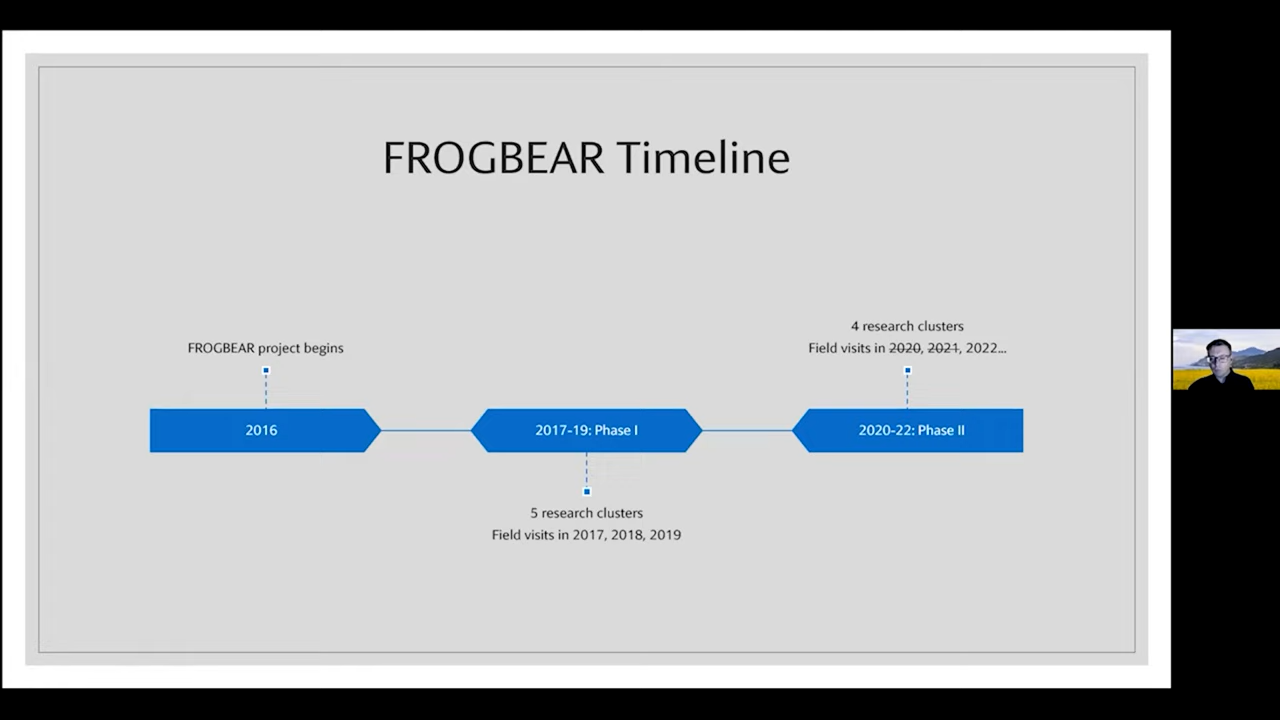 FROGBEAR Timeline
FROGBEAR project begins
2016
2017-19: Phase I
5 research clusters
Field visits in 2017, 2018, 2019
4 research clusters
Field visits in 2020, 2021, 2022...
2020-22: Phase II